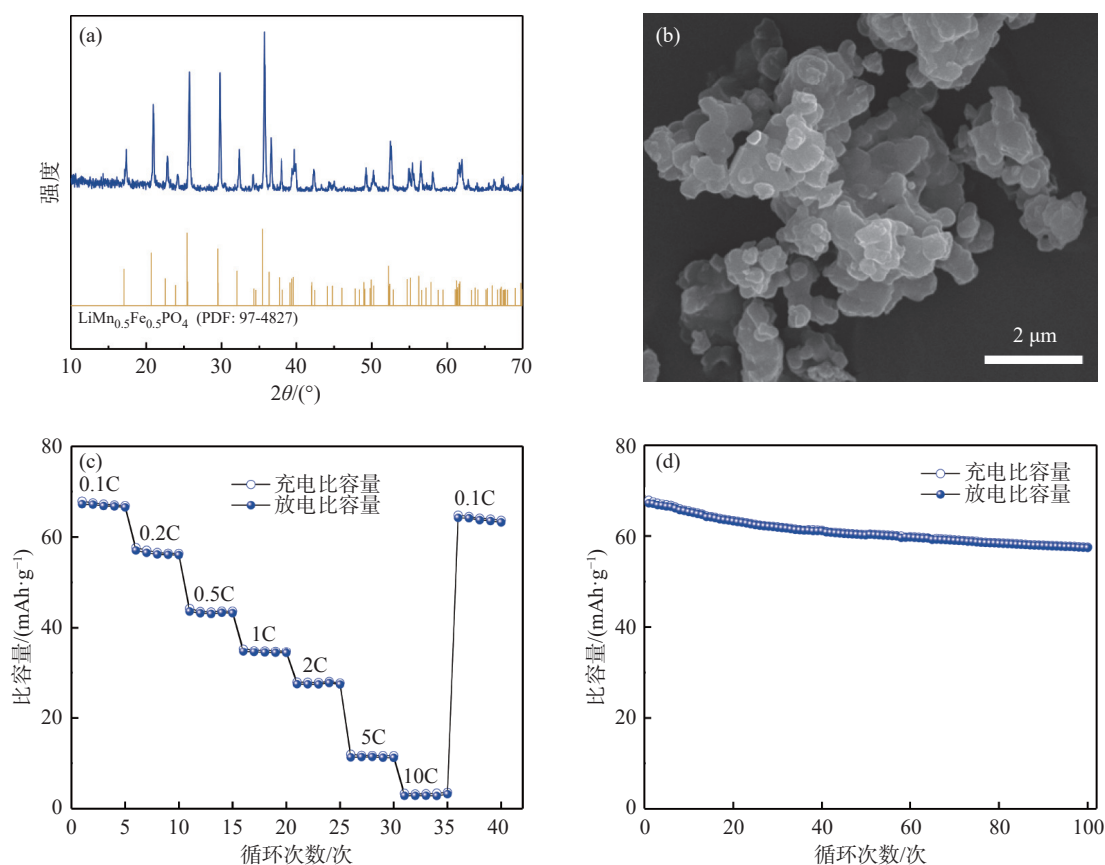 (a)
强度
LiMn0.5Fe0.5PO4 (PDF: 97-4827)
10 20 30 40 50 60 70
2θ/(°)
(b)
2 μm
(c)
充电比容量
放电比容量
0.1C
0.2C
0.5C
1C
2C
5C
10C
0.1C
80
60
40
20
0
比容量/(mAh·g−1)
0 5 10 15 20 25 30 35 40
循环次数/次
(d)
充电比容量
放电比容量
80
60
40
20
0
比容量/(mAh·g−1)
0 20 40 60 80 100
循环次数/次